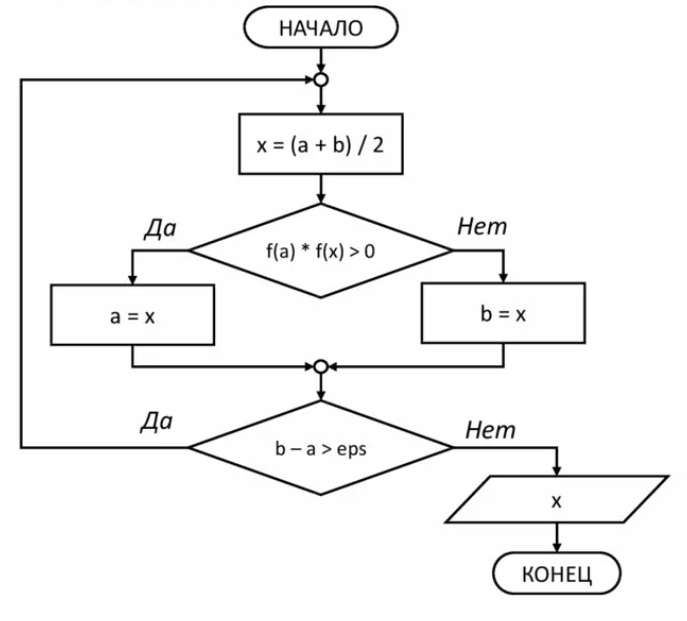 НАЧАЛО
x = (a + b) / 2
Да
Нет
f(a) * f(x) > 0
a = x
b = x
Да
Нет
b – a > eps
x
КОНЕЦ